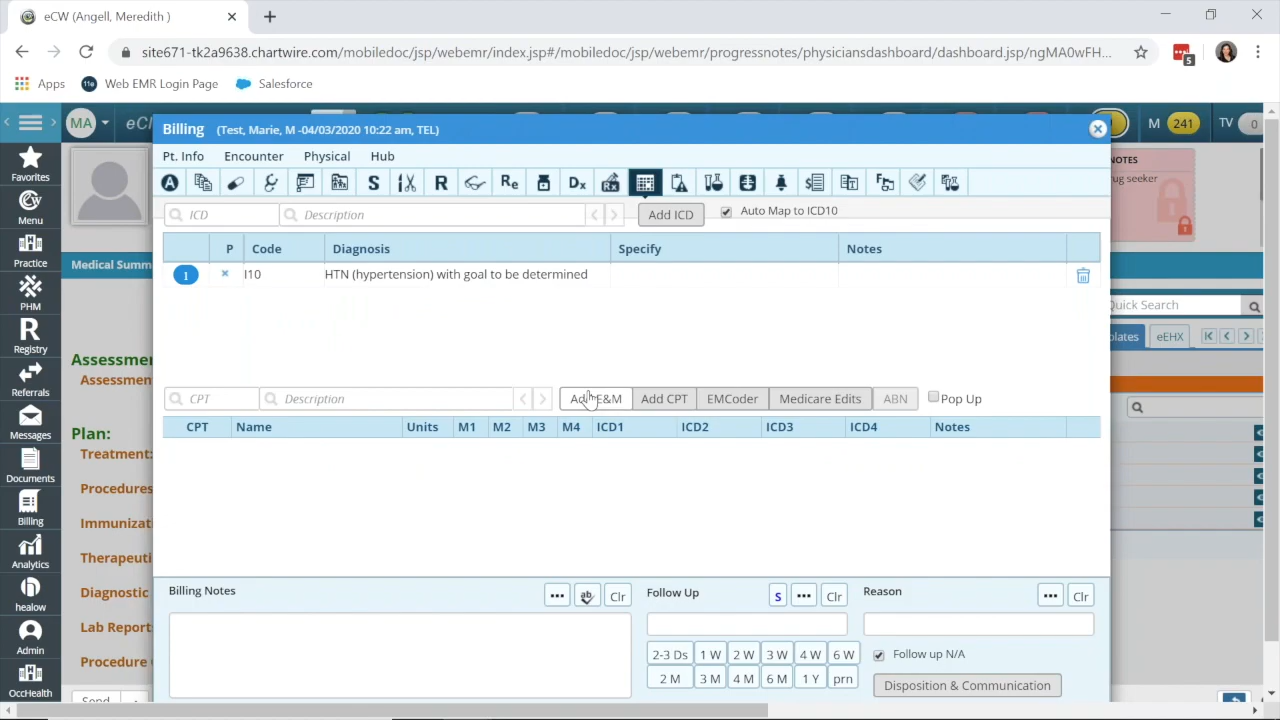 eCW (Angell, Meredith )
site671-tk2a9638.chartwire.com/mobiledoc/jsp/webemr/index.jsp#/mobiledoc/jsp/webemr/progressnotes/physiciansdashboard/dashboard.jsp/ngMA0wFH...
5
Apps Web EMR Login Page Salesforce
MA M 241 TV 0
Billing (Test, Marie, M -04/03/2020 10:22 am, TEL)
Pt. Info Encounter Physical Hub
NOTES
rug seeker
Favorites
Menu
Practice
PHM
Registry
Referrals
Messages
Documents
Billing
Analytics
healow
Admin
OccHealth
Medical Summ
Assessmen
Assessmen
Plan:
Treatment:
Procedures
Immunizat
Therapeuti
Diagnostic
Lab Report
Procedure
Send
ICD Description Add ICD Auto Map to ICD10
P Code Diagnosis Specify Notes
1 I10 HTN (hypertension) with goal to be determined
Quick Search
plates eEHX
CPT Description Add E&M Add CPT EMCoder Medicare Edits ABN Pop Up
CPT Name Units M1 M2 M3 M4 ICD1 ICD2 ICD3 ICD4 Notes
Billing Notes Clr Follow Up S Clr Reason Clr
2-3 Ds 1 W 2 W 3 W 4 W 6 W Follow up N/A
2 M 3 M 4 M 6 M 1 Y prn Disposition & Communication